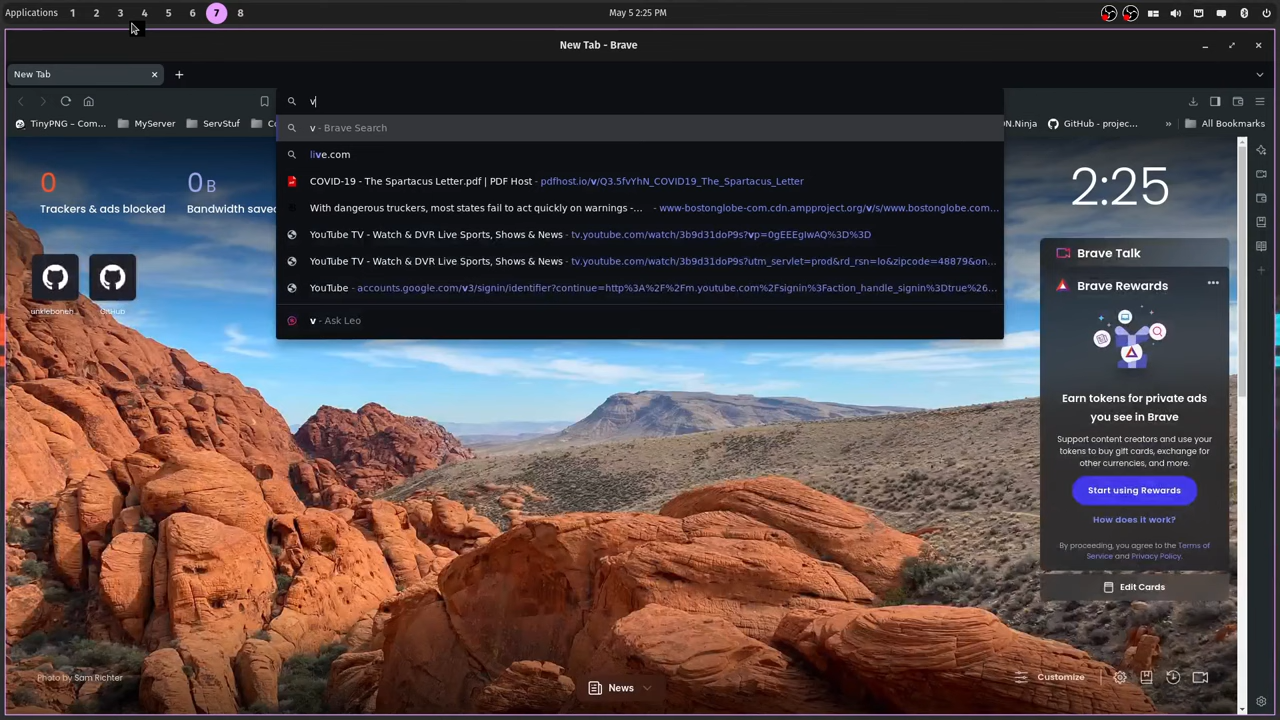 Applications 1 2 3 4 5 6 7 8 May 5 2:25 PM
New Tab - Brave
New Tab
v
TinyPNG – Com... MyServer ServStuf ON.Ninja GitHub - projec... » All Bookmarks
v - Brave Search
live.com
COVID-19 - The Spartacus Letter.pdf | PDF Host - pdfhost.io/v/Q3.5fvYhN_COVID19_The_Spartacus_Letter
With dangerous truckers, most states fail to act quickly on warnings -... - www-bostonglobe-com.cdn.ampproject.org/v/s/www.bostonglobe.com...
YouTube TV - Watch & DVR Live Sports, Shows & News - tv.youtube.com/watch/3b9d31doP9s?vp=0gEEEgIwAQ%3D%3D
YouTube TV - Watch & DVR Live Sports, Shows & News - tv.youtube.com/watch/3b9d31doP9s?utm_servlet=prod&rd_rsn=lo&zipcode=48879&on...
YouTube - accounts.google.com/v3/signin/identifier?continue=http%3A%2F%2Fm.youtube.com%2Fsignin%3Faction_handle_signin%3Dtrue%26...
v - Ask Leo
0
Trackers & ads blocked
0 B
Bandwidth saved
unkleboneh...
GitHub
2:25
Brave Talk
Brave Rewards
Earn tokens for private ads
you see in Brave
Support content creators and use your
tokens to buy gift cards, exchange for
other currencies, and more.
Start using Rewards
How does it work?
By proceeding, you agree to the Terms of
Service and Privacy Policy.
Edit Cards
Photo by Sam Richter
News
Customize